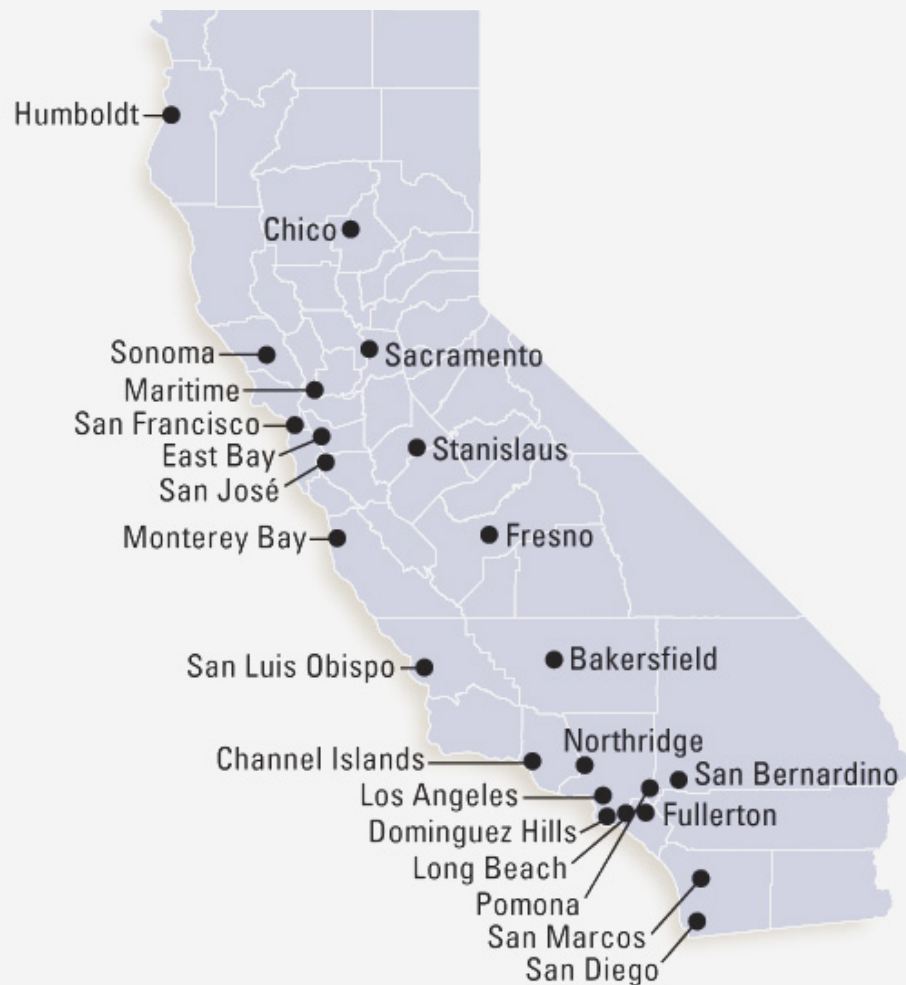 Humboldt
Chico
Sonoma
Sacramento
Maritime
San Francisco
East Bay
Stanislaus
San José
Monterey Bay
Fresno
San Luis Obispo
Bakersfield
Northridge
Channel Islands
San Bernardino
Los Angeles
Fullerton
Dominguez Hills
Long Beach
Pomona
San Marcos
San Diego